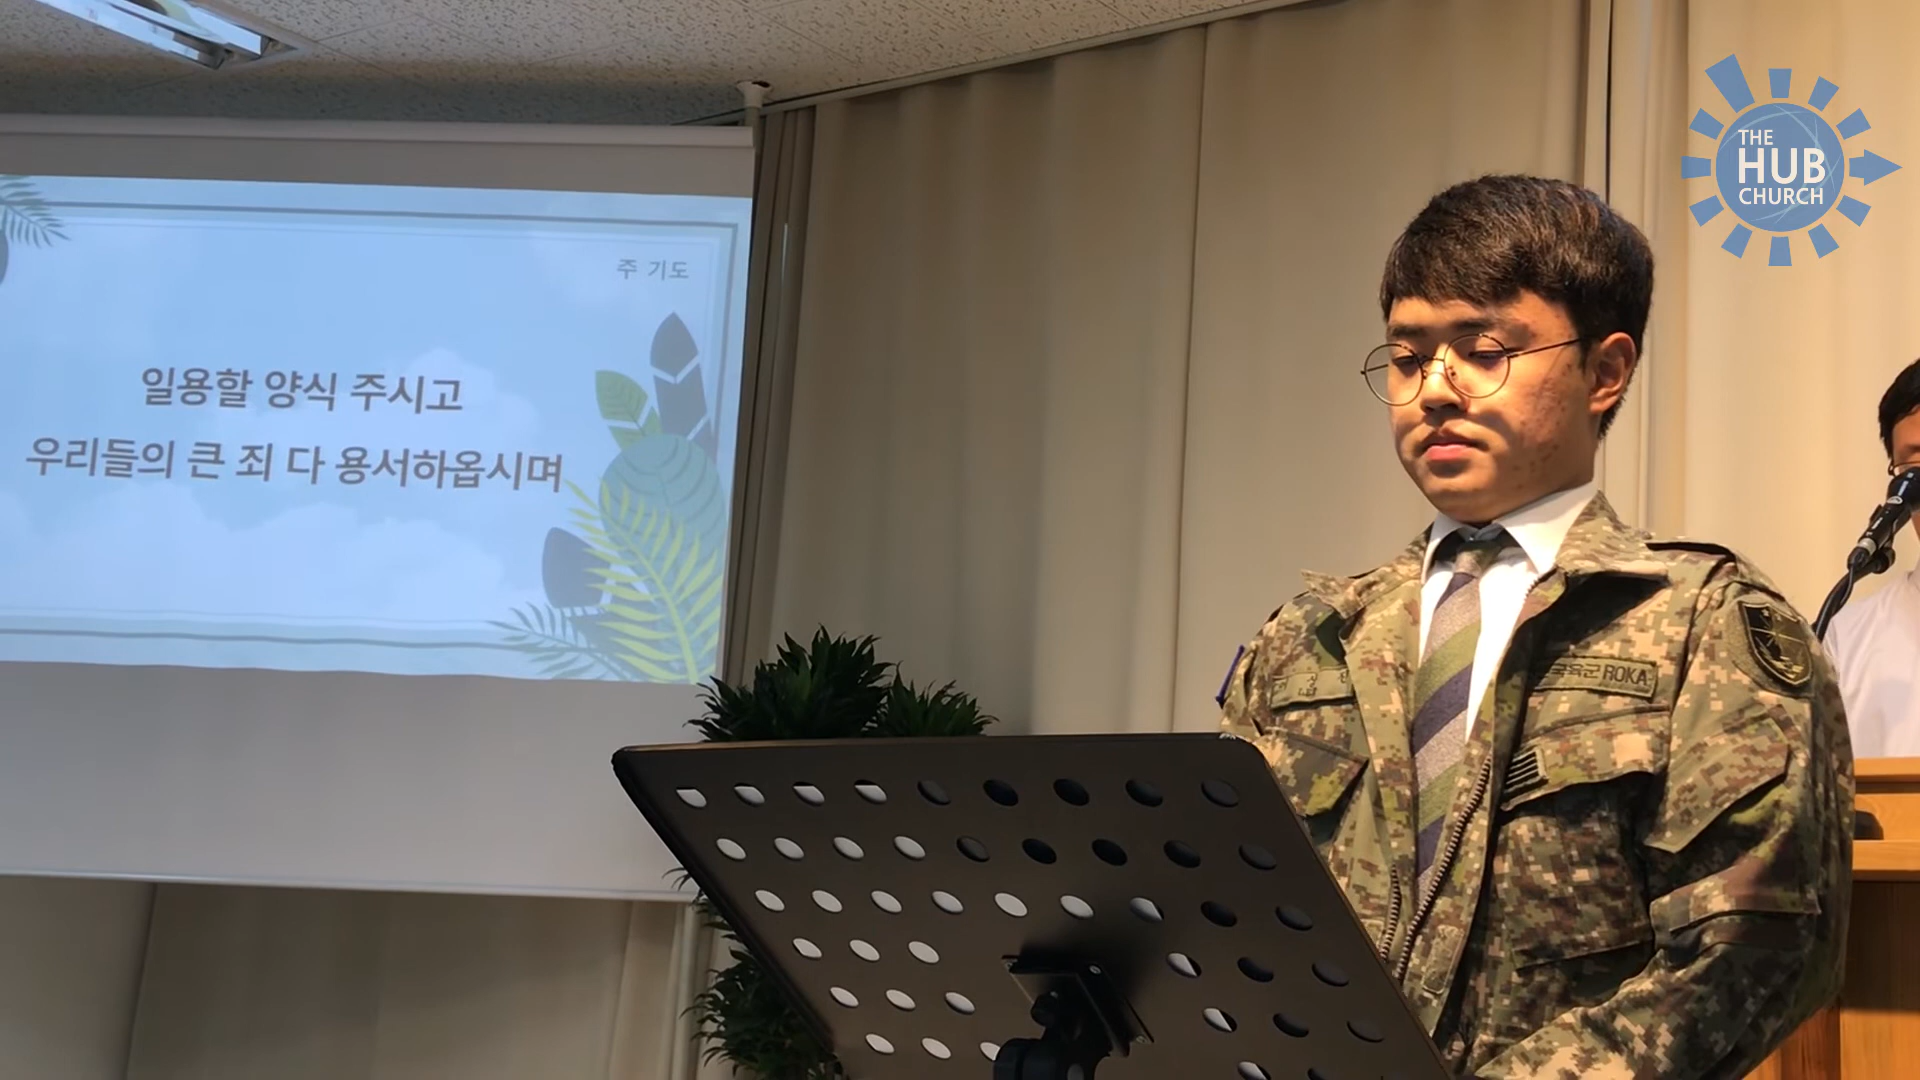 주 기도
일용할 양식 주시고
우리들의 큰 죄 다 용서하옵시며
THE
HUB
CHURCH
ROKA